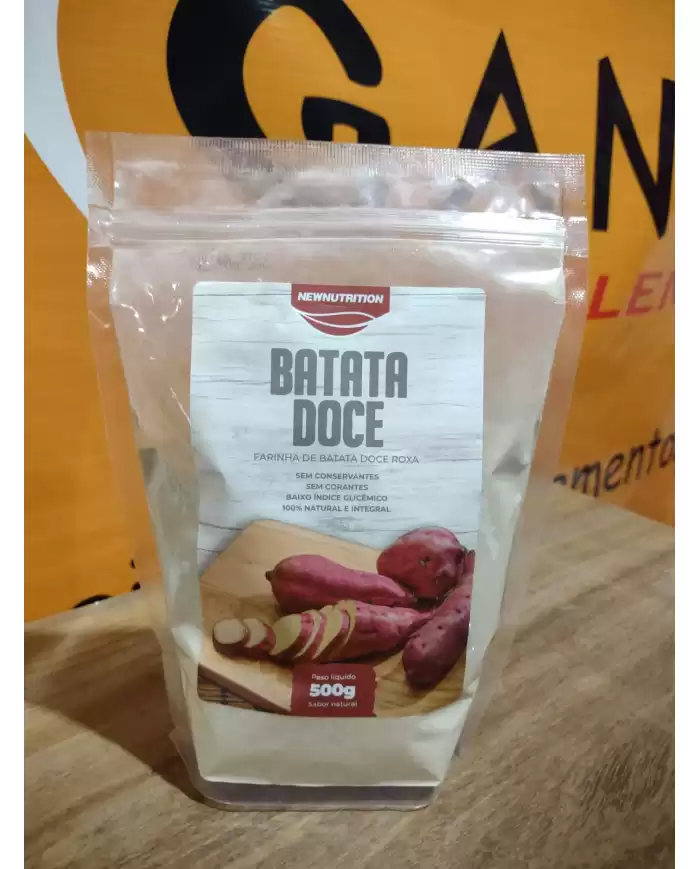 GAN
LEN
emento
NEWNUTRITION
BATATA
DOCE
FARINHA DE BATATA DOCE ROXA
SEM CONSERVANTES
SEM CORANTES
BAIXO ÍNDICE GLICÊMICO
100% NATURAL E INTEGRAL
Peso líquido
500g
Sabor natural